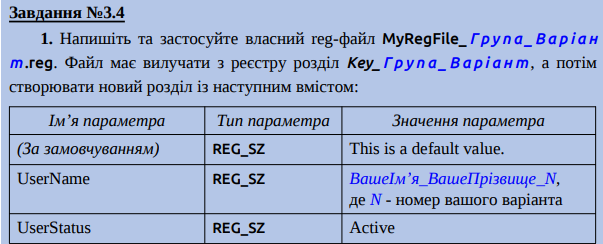 Завдання №3.4
1. Напишіть та застосуйте власний reg-файл MyRegFile_Група_Варіан
т.reg. Файл має вилучати з реєстру розділ Key_Група_Варіант, а потім
створювати новий розділ із наступним вмістом:
Ім’я параметра Тип параметра Значення параметра
(За замовчуванням) REG_SZ This is a default value.
UserName REG_SZ ВашеІм’я_ВашеПрізвище_N,
де N - номер вашого варіанта
UserStatus REG_SZ Active